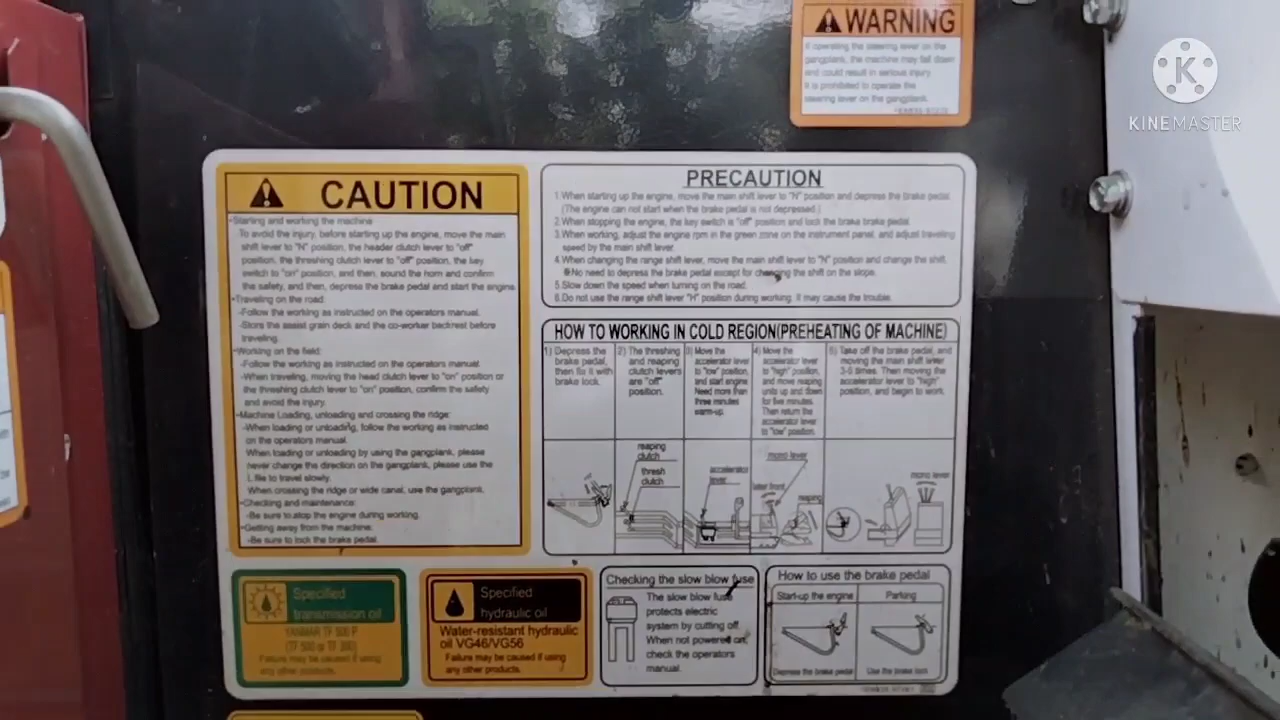 WARNING
If operating the steering lever on the
gangplank, the machine may fall down
and could result in serious injury.
It is prohibited to operate the
steering lever on the gangplank.
KINEMASTER
CAUTION
•Starting and working the machine
To avoid the injury, before starting up the engine, move the main
shift lever to "N" position, the header clutch lever to "off"
position, the threshing clutch lever to "off" position, the key
switch to "on" position, and then, sound the horn and confirm
the safety, and then, depress the brake pedal and start the engine.
•Traveling on the road:
-Follow the working as instructed on the operators manual.
-Store the assist grain deck and the co-worker backrest before
traveling.
•Working on the field:
-Follow the working as instructed on the operators manual.
-When traveling, moving the head clutch lever to "on" position or
the threshing clutch lever to "on" position, confirm the safety
and avoid the injury.
•Machine Loading, unloading and crossing the ridge:
-When loading or unloading, follow the working as instructed
on the operators manual.
When loading or unloading by using the gangplank, please
never change the direction on the gangplank, please use the
to travel slowly.
When crossing the ridge or wide canal, use the gangplank.
•Checking and maintenance:
-Be sure to stop the engine during working.
•Getting away from the machine:
-Be sure to lock the brake pedal.
PRECAUTION
1.When starting up the engine, move the main shift lever to "N" position and depress the brake pedal.
(The engine can not start when the brake pedal is not depressed.)
2.When stopping the engine, the key switch is "off" position and lock the brake brake pedal.
3.When working, adjust the engine rpm in the green zone on the instrument panel, and adjust traveling
speed by the main shift lever.
4.When changing the range shift lever, move the main shift lever to "N" position and change the shift.
※No need to depress the brake pedal except for changing the shift on the slope.
5.Slow down the speed when turning on the road.
6.Do not use the range shift lever "H" position during working. It may cause the trouble.
HOW TO WORKING IN COLD REGION(PREHEATING OF MACHINE)
1) Depress the
brake pedal,
then fix it with
brake lock.
2) The threshing
and reaping
clutch levers
are "off"
position.
3) Move the
accelerator lever
to "low" position,
and start engine.
Need more than
three minutes
warm-up.
4) Move the
accelerator lever
to "high" position,
and move reaping
units up and down
for five minutes.
Then return the
accelerator lever
to "low" position.
5) Take off the brake pedal, and
moving the main shift lever
3-5 times. Then moving the
accelerator lever to "high"
position, and begin to work.
reaping
clutch
thresh
clutch
accelerator
lever
mono lever
reaping
mono lever
Specified
transmission oil
YANMAR TF 500 P
(TF 500 or TF 300)
Failure may be caused if using
any other products.
Specified
hydraulic oil
Water-resistant hydraulic
oil VG46/VG56
Failure may be caused if using
any other products.
Checking the slow blow fuse
The slow blow fuse
protects electric
system by cutting off.
When not powered on,
check the operators
manual.
How to use the brake pedal
Start-up the engine
Parking
Depress the brake pedal
Use the brake lock